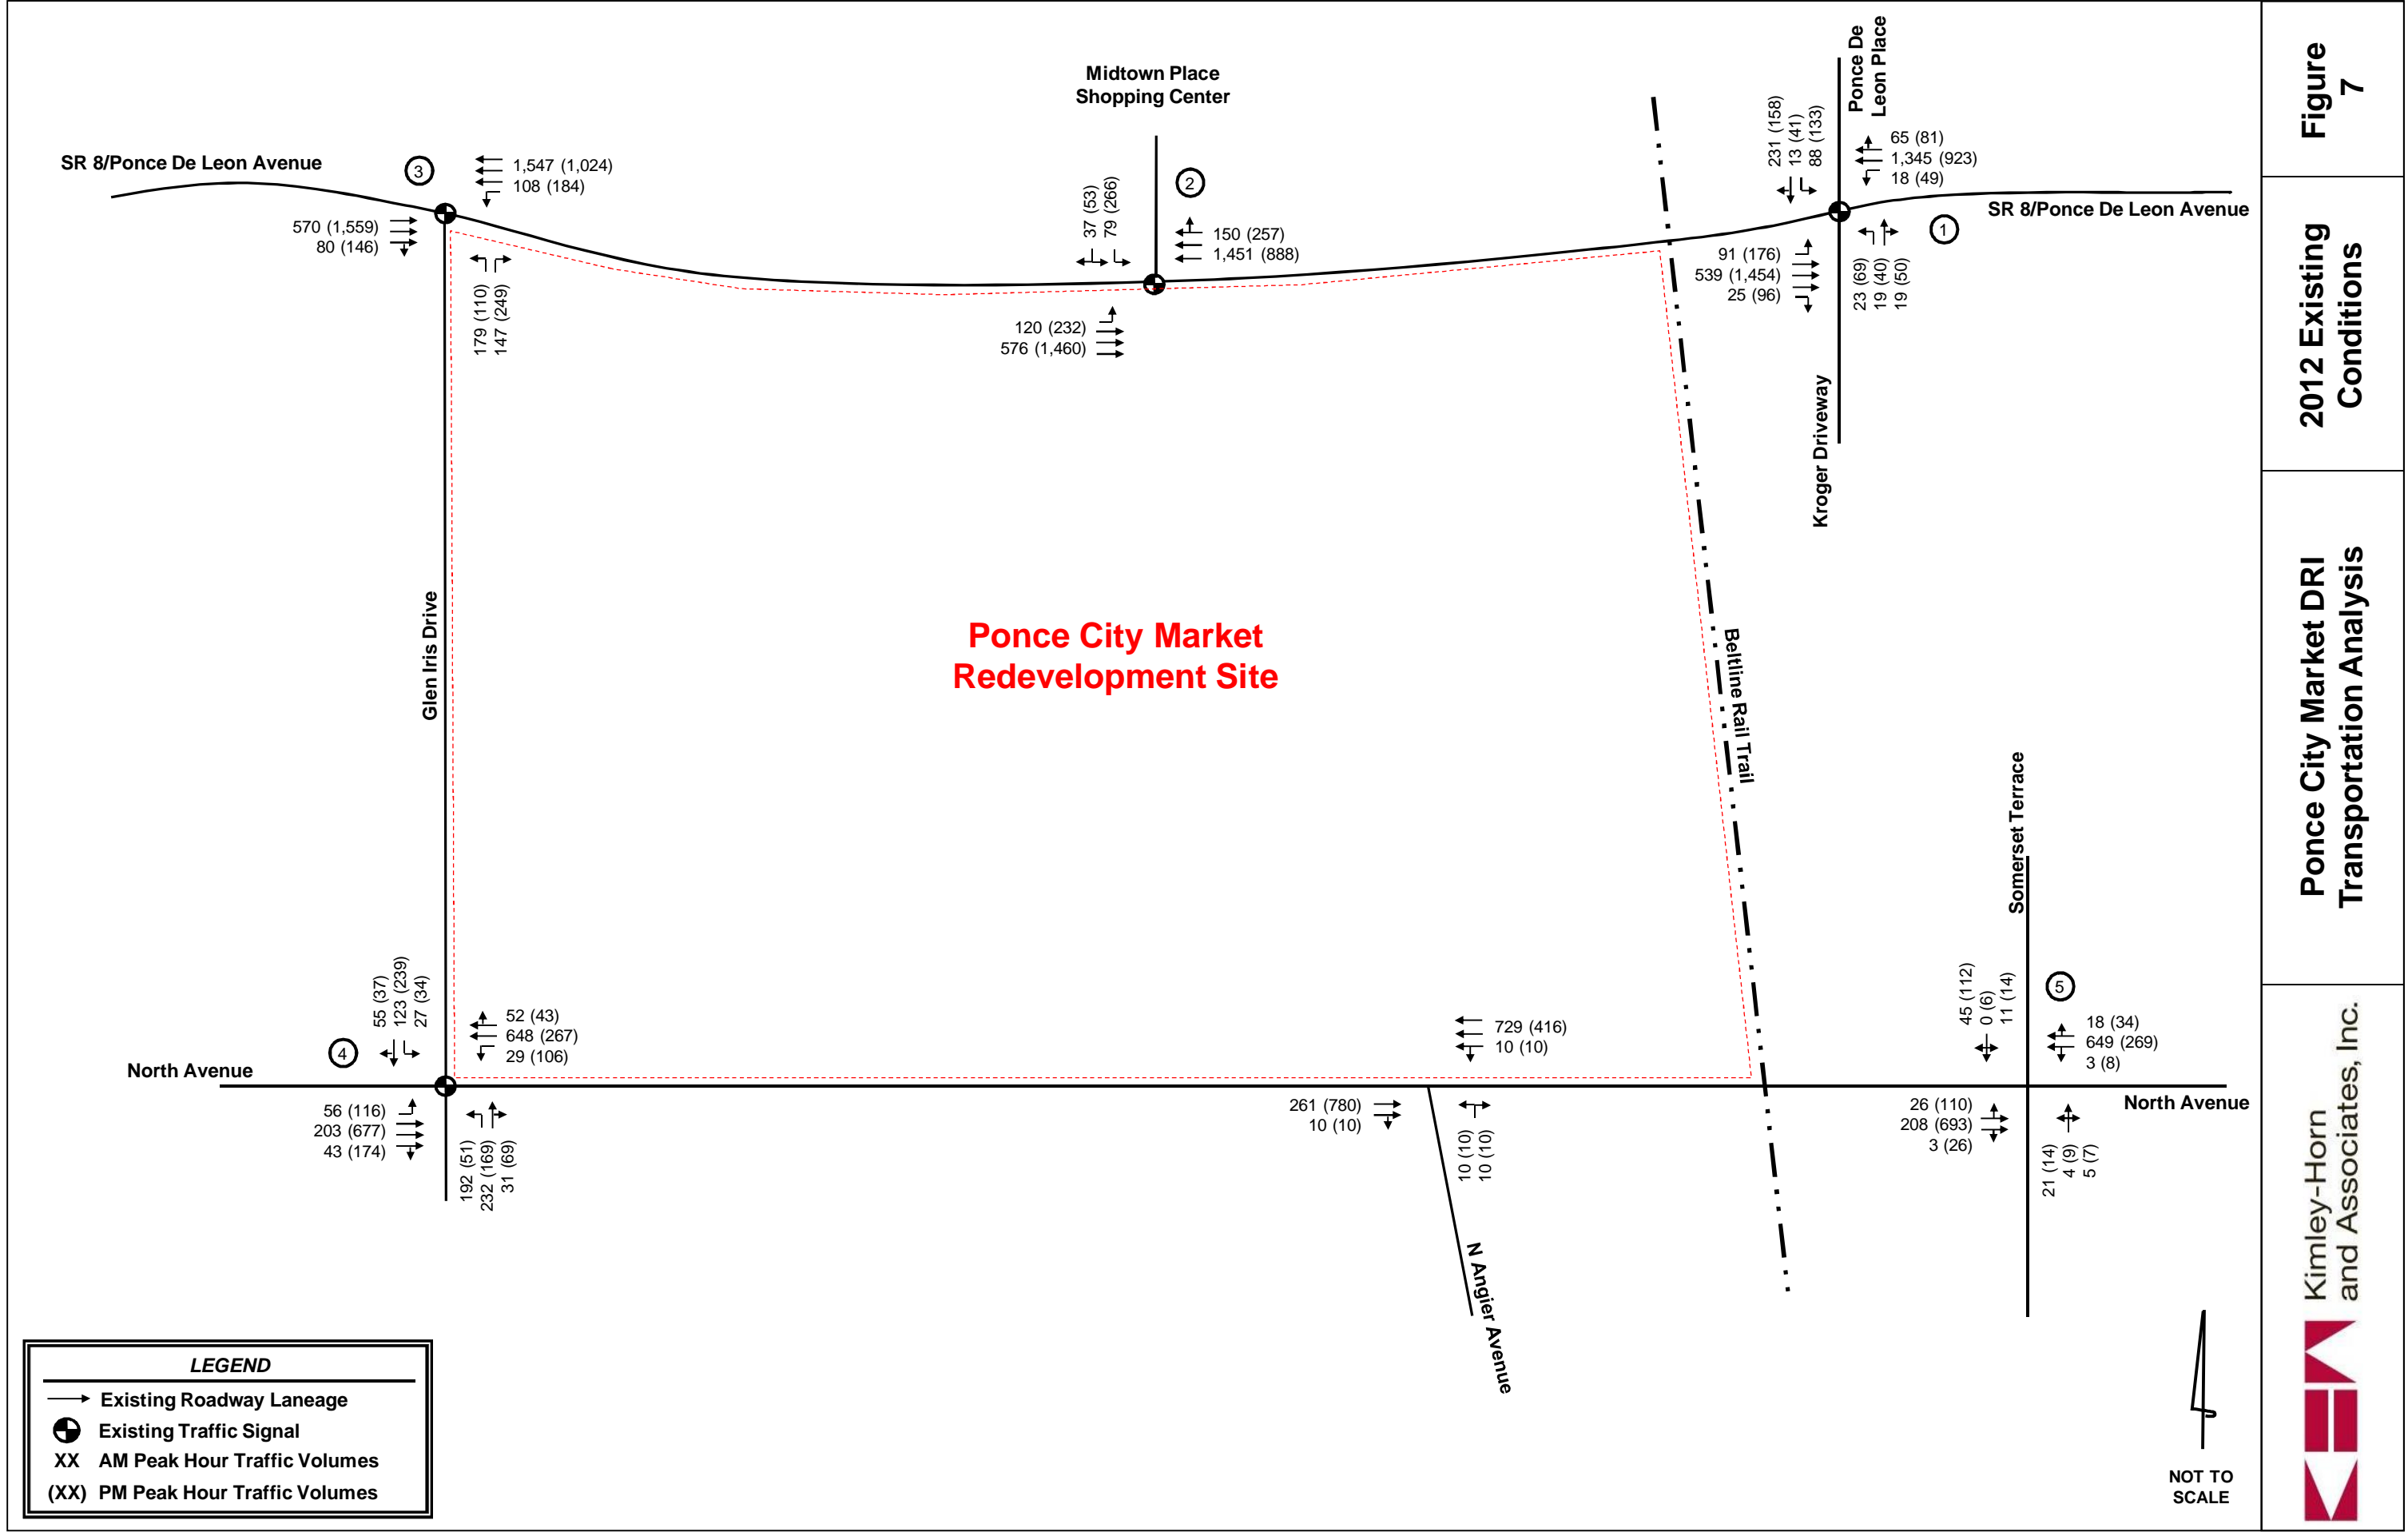 Midtown Place
Shopping Center
Ponce De
Leon Place
SR 8/Ponce De Leon Avenue
3
1,547 (1,024)
108 (184)
570 (1,559)
80 (146)
179 (110)
147 (249)
37 (53)
79 (266)
2
150 (257)
1,451 (888)
120 (232)
576 (1,460)
231 (158)
13 (41)
88 (133)
65 (81)
1,345 (923)
18 (49)
SR 8/Ponce De Leon Avenue
1
91 (176)
539 (1,454)
25 (96)
23 (69)
19 (40)
19 (50)
Kroger Driveway
Glen Iris Drive
Ponce City Market
Redevelopment Site
Beltline Rail Trail
Somerset Terrace
55 (37)
123 (239)
27 (34)
4
52 (43)
648 (267)
29 (106)
North Avenue
56 (116)
203 (677)
43 (174)
192 (51)
232 (169)
31 (69)
729 (416)
10 (10)
261 (780)
10 (10)
10 (10)
10 (10)
N Angier Avenue
45 (112)
0 (6)
11 (14)
5
18 (34)
649 (269)
3 (8)
North Avenue
26 (110)
208 (693)
3 (26)
21 (14)
4 (9)
5 (7)
LEGEND
Existing Roadway Laneage
Existing Traffic Signal
XX AM Peak Hour Traffic Volumes
(XX) PM Peak Hour Traffic Volumes
NOT TO
SCALE
Figure
7
2012 Existing
Conditions
Ponce City Market DRI
Transportation Analysis
Kimley-Horn
and Associates, Inc.